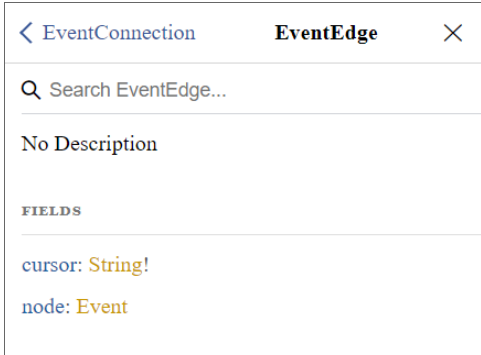 EventConnection EventEdge
Search EventEdge...
No Description
FIELDS
cursor: String!
node: Event